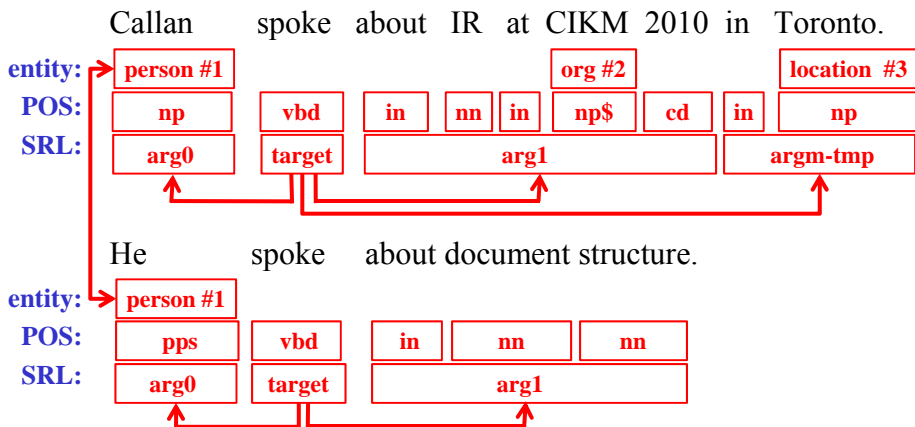 Callan spoke about IR at CIKM 2010 in Toronto.
entity: person #1 org #2 location #3
POS: np vbd in nn in np$ cd in np
SRL: arg0 target arg1 argm-tmp
He spoke about document structure.
entity: person #1
POS: pps vbd in nn nn
SRL: arg0 target arg1